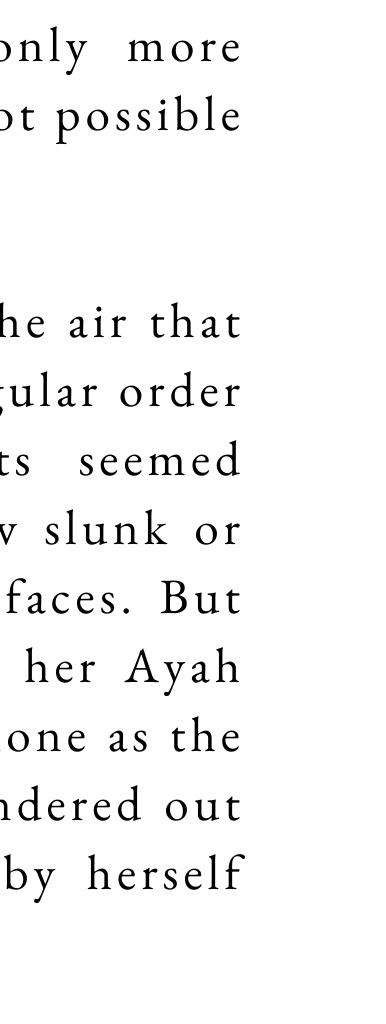 only more
ot possible
he air that
gular order
ts seemed
w slunk or
faces. But
her Ayah
one as the
ndered out
by herself